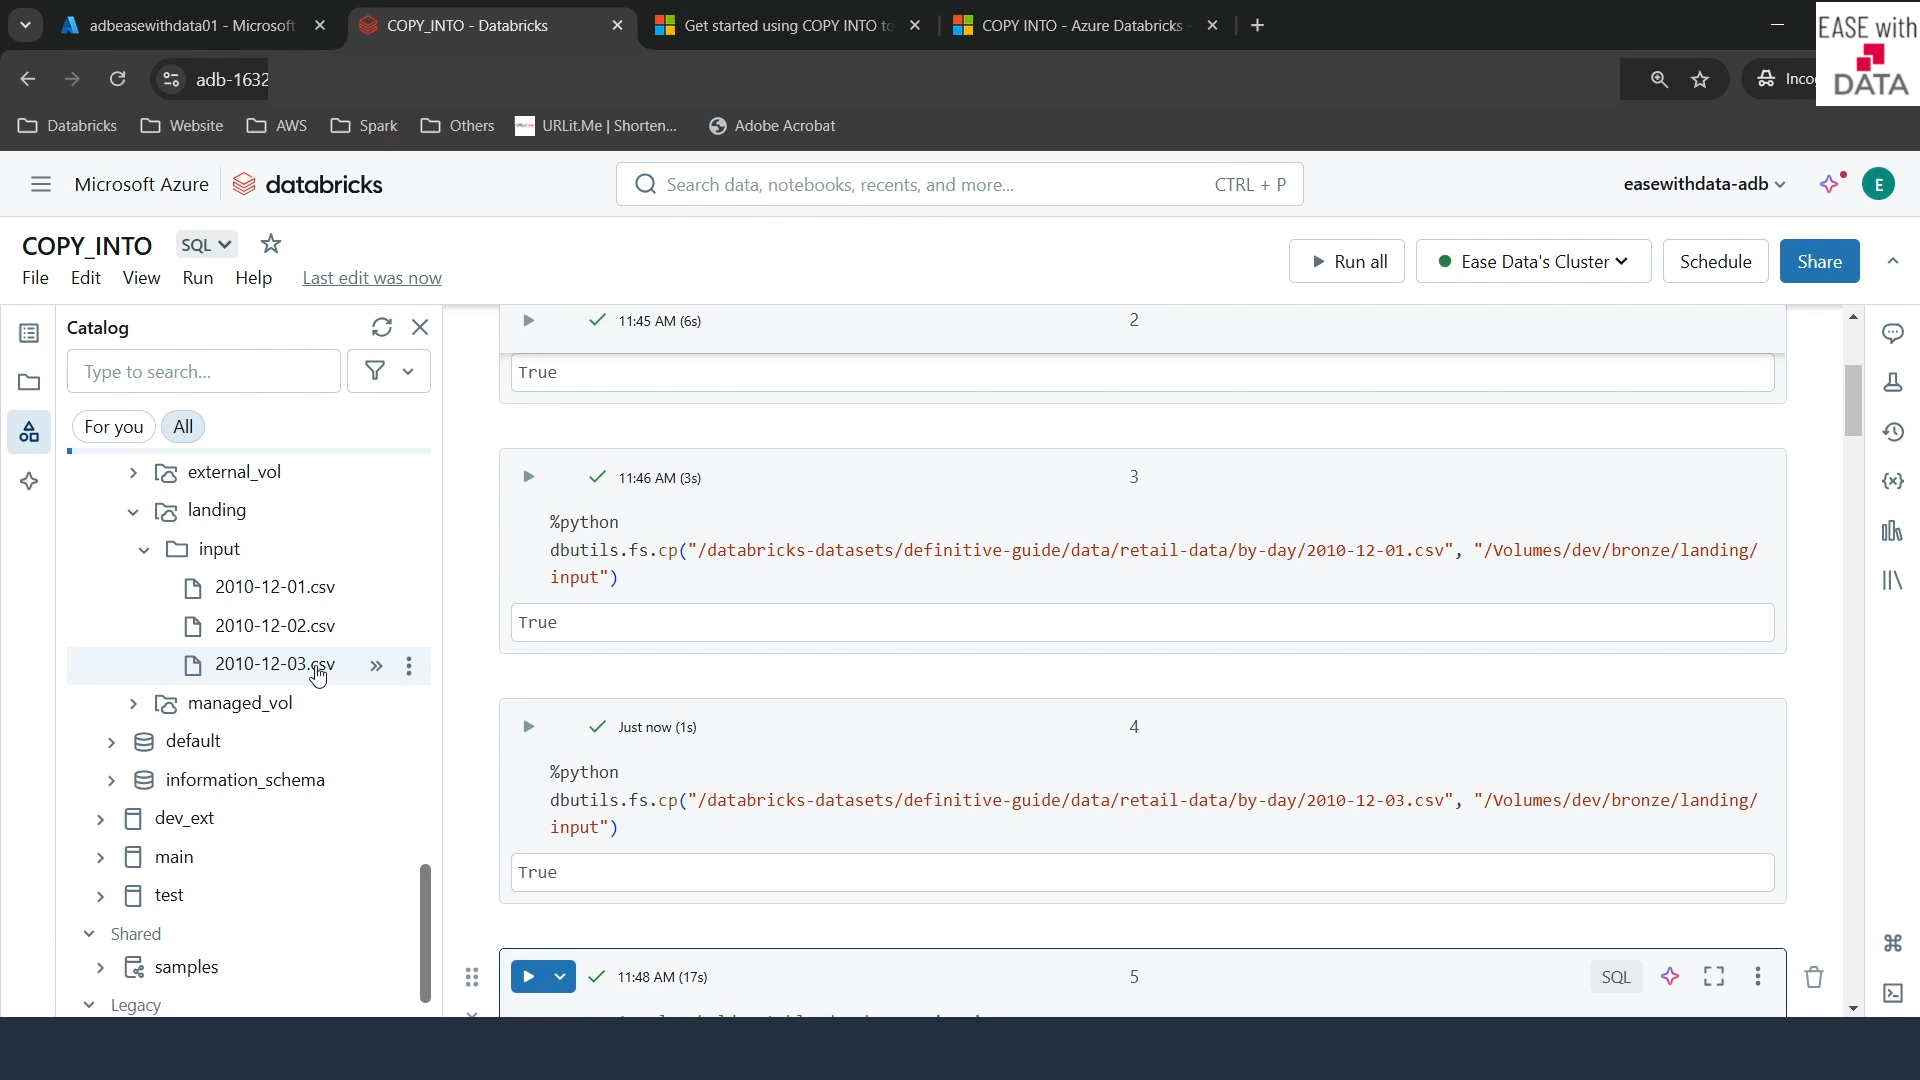 adbeasewithdata01 - Microsoft
COPY_INTO - Databricks
Get started using COPY INTO to
COPY INTO - Azure Databricks
EASE with
DATA
adb-1632
Inco
Databricks
Website
AWS
Spark
Others
URLit.Me | Shorten...
Adobe Acrobat
Microsoft Azure
databricks
Search data, notebooks, recents, and more...
CTRL + P
easewithdata-adb
E
COPY_INTO
SQL
File
Edit
View
Run
Help
Last edit was now
Run all
Ease Data's Cluster
Schedule
Share
Catalog
Type to search...
For you
All
external_vol
landing
input
2010-12-01.csv
2010-12-02.csv
2010-12-03.csv
managed_vol
default
information_schema
dev_ext
main
test
Shared
samples
Legacy
11:45 AM (6s)
2
True
11:46 AM (3s)
3
%python
dbutils.fs.cp("/databricks-datasets/definitive-guide/data/retail-data/by-day/2010-12-01.csv", "/Volumes/dev/bronze/landing/
input")
True
Just now (1s)
4
%python
dbutils.fs.cp("/databricks-datasets/definitive-guide/data/retail-data/by-day/2010-12-03.csv", "/Volumes/dev/bronze/landing/
input")
True
11:48 AM (17s)
5
SQL